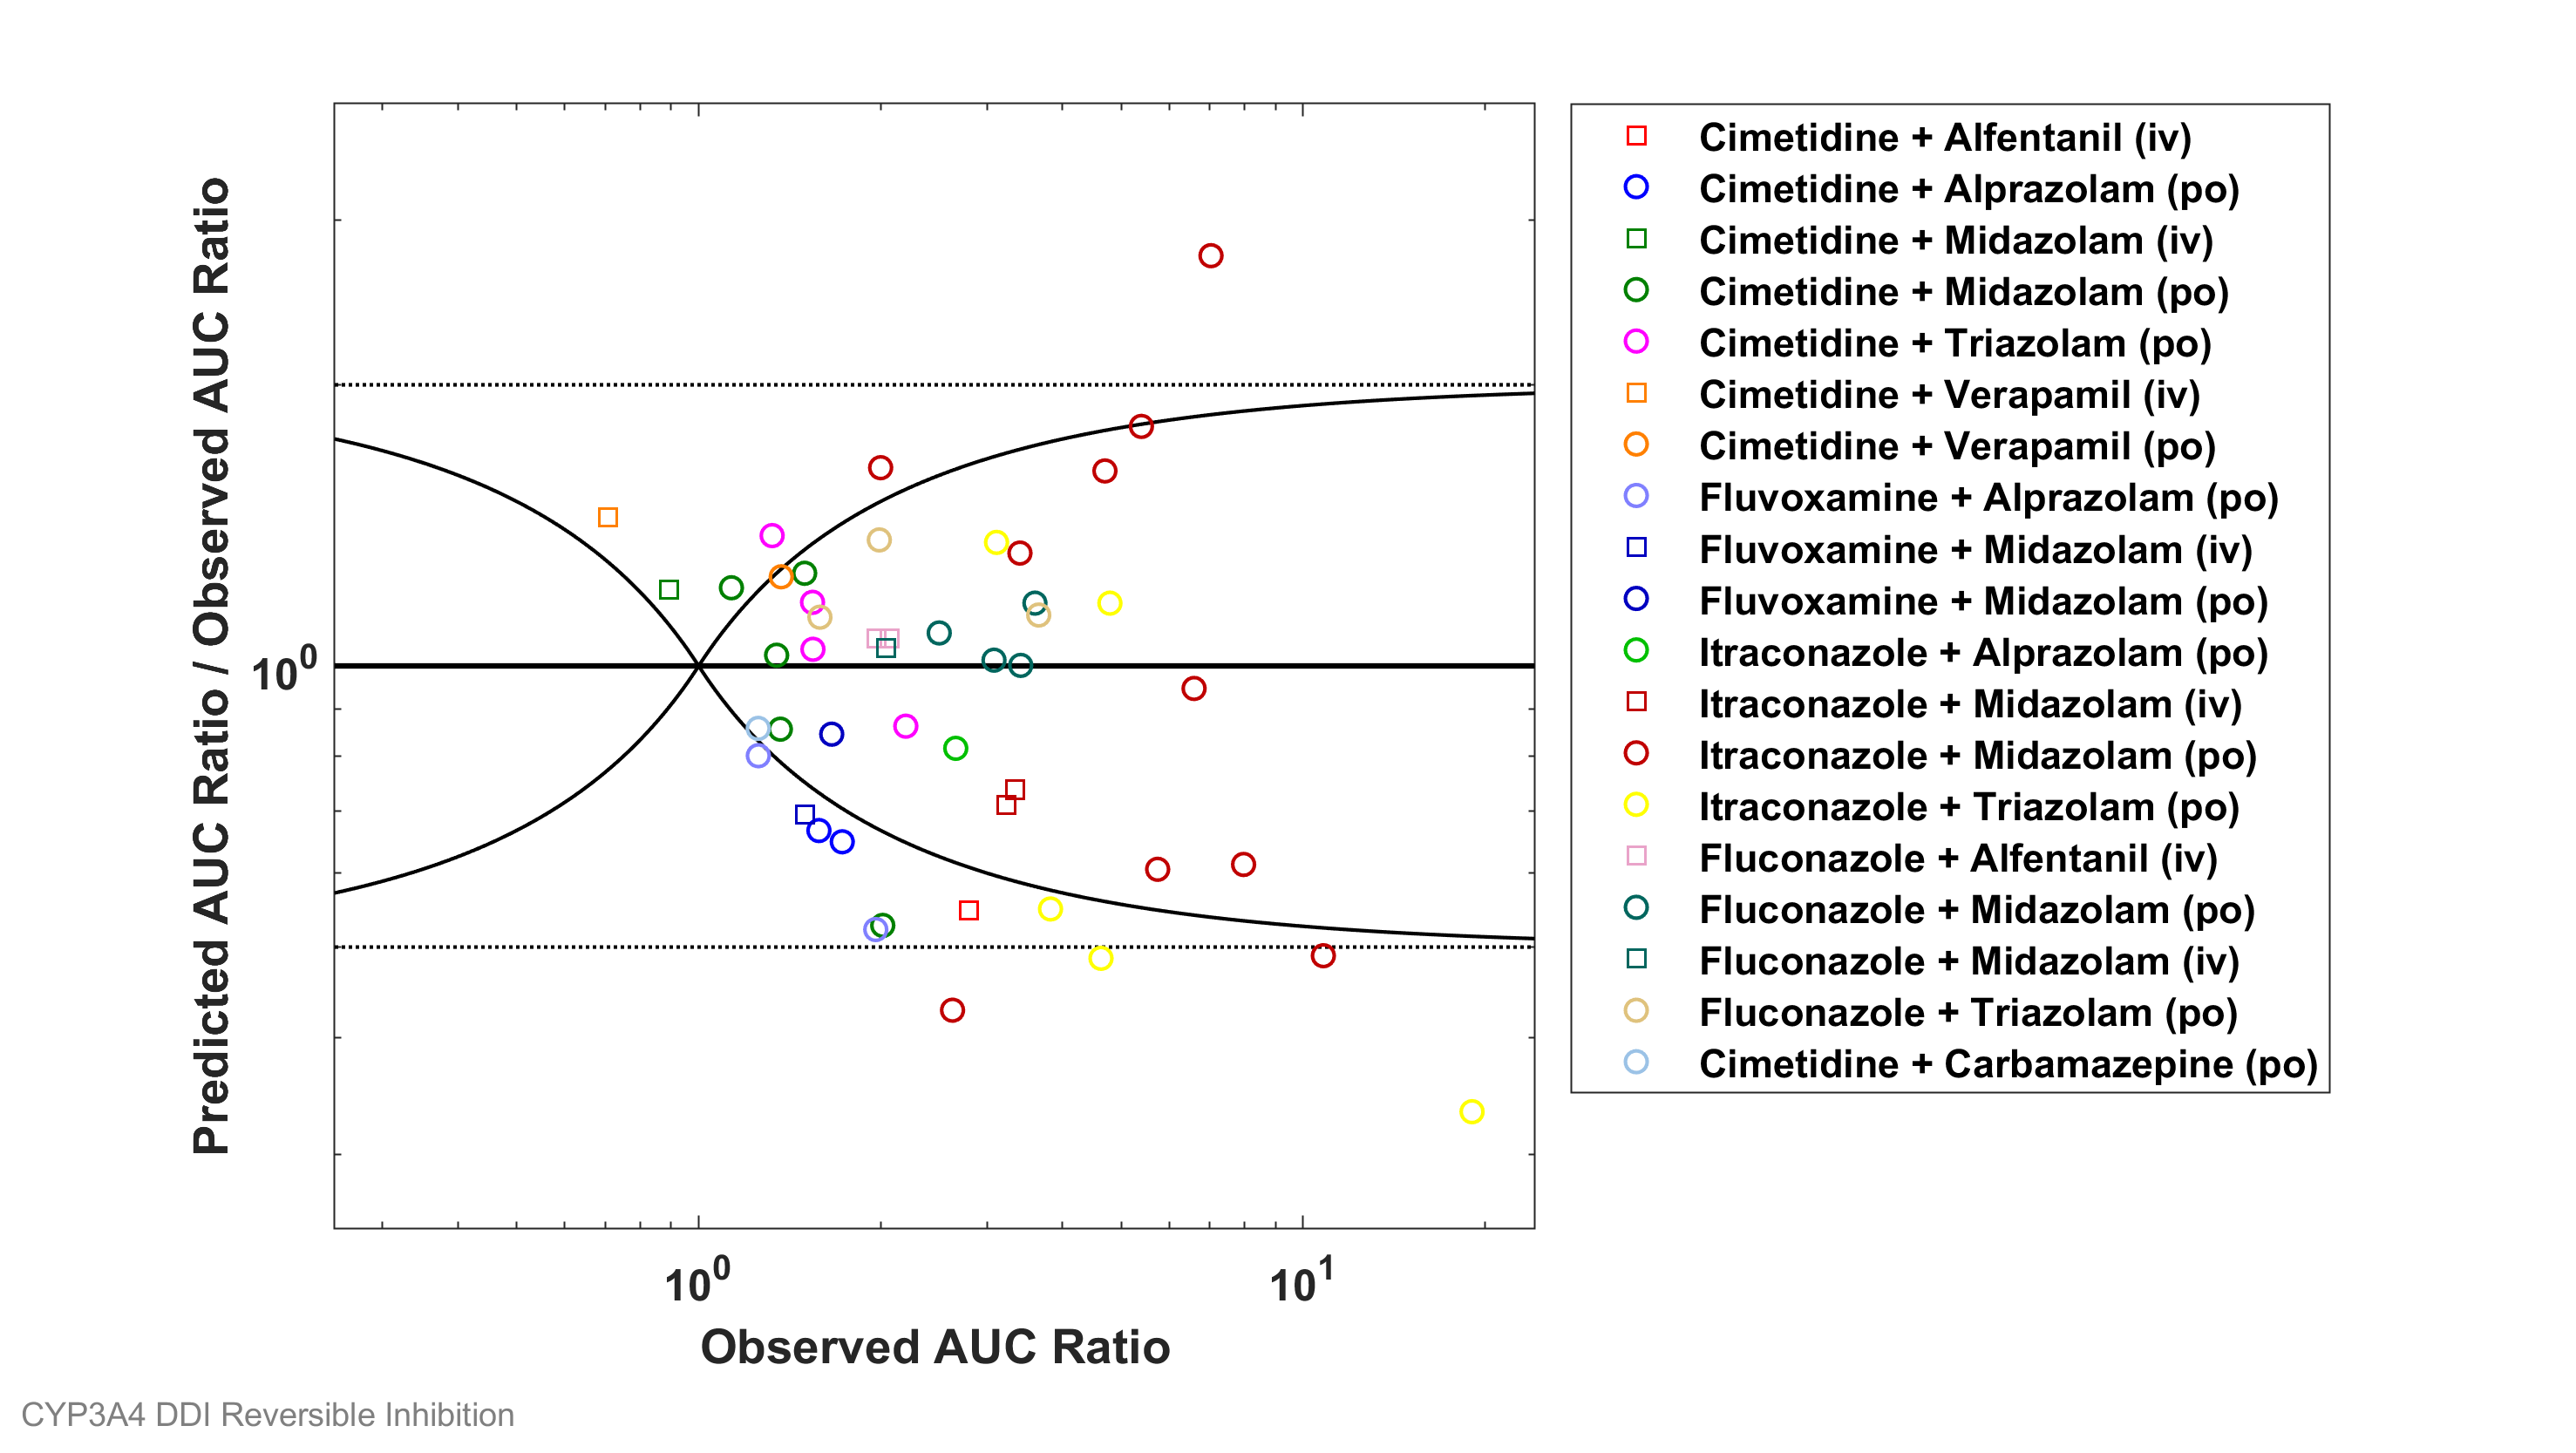 Predicted AUC Ratio / Observed AUC Ratio
10^0
10^0
10^1
Observed AUC Ratio
Cimetidine + Alfentanil (iv)
Cimetidine + Alprazolam (po)
Cimetidine + Midazolam (iv)
Cimetidine + Midazolam (po)
Cimetidine + Triazolam (po)
Cimetidine + Verapamil (iv)
Cimetidine + Verapamil (po)
Fluvoxamine + Alprazolam (po)
Fluvoxamine + Midazolam (iv)
Fluvoxamine + Midazolam (po)
Itraconazole + Alprazolam (po)
Itraconazole + Midazolam (iv)
Itraconazole + Midazolam (po)
Itraconazole + Triazolam (po)
Fluconazole + Alfentanil (iv)
Fluconazole + Midazolam (po)
Fluconazole + Midazolam (iv)
Fluconazole + Triazolam (po)
Cimetidine + Carbamazepine (po)
CYP3A4 DDI Reversible Inhibition